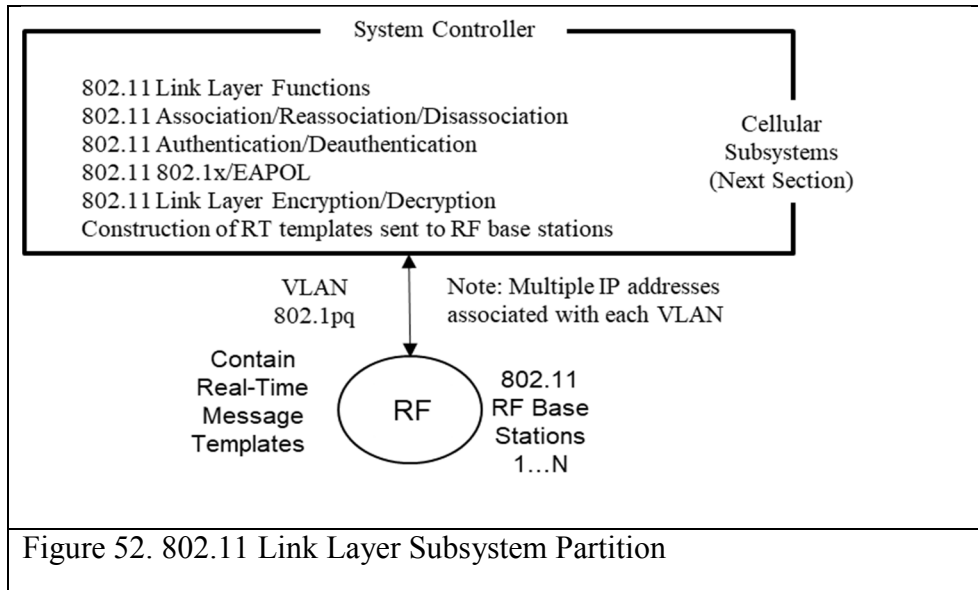 System Controller
802.11 Link Layer Functions
802.11 Association/Reassociation/Disassociation
802.11 Authentication/Deauthentication
802.11 802.1x/EAPOL
802.11 Link Layer Encryption/Decryption
Construction of RT templates sent to RF base stations
Cellular
Subsystems
(Next Section)
VLAN
802.1pq
Note: Multiple IP addresses
associated with each VLAN
Contain
Real-Time
Message
Templates
RF
802.11
RF Base
Stations
1...N
Figure 52. 802.11 Link Layer Subsystem Partition